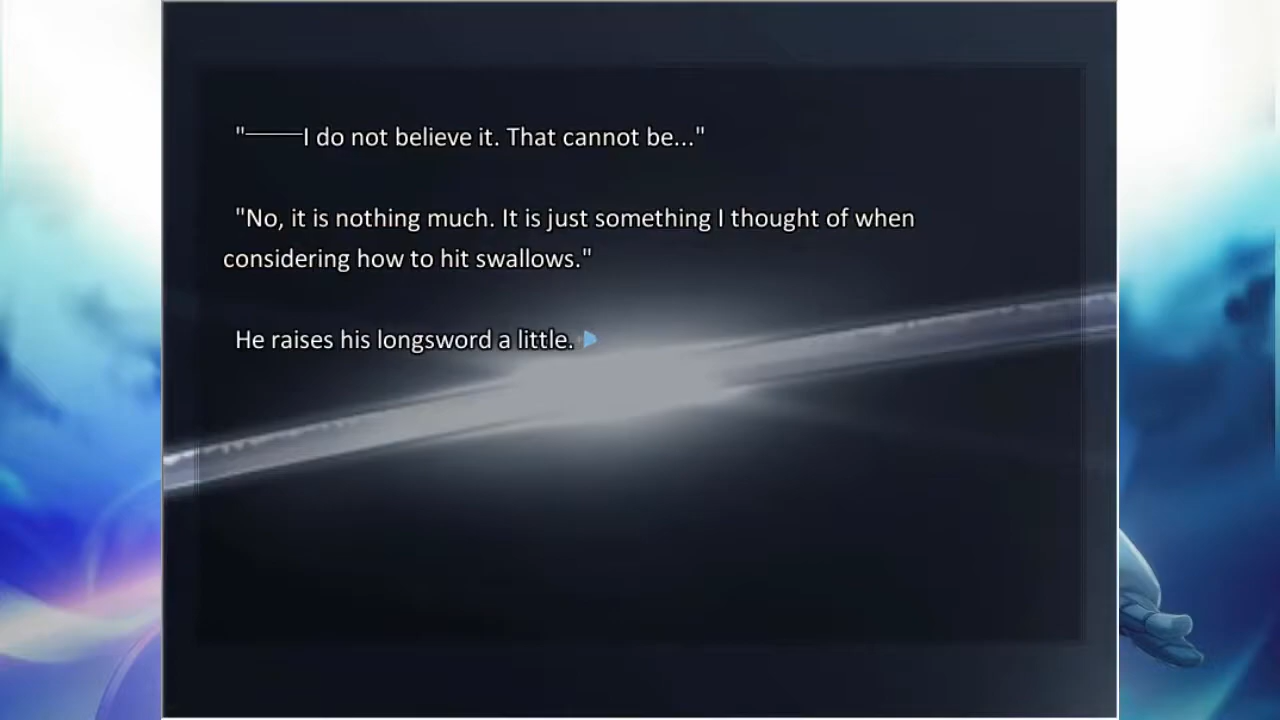 "———I do not believe it. That cannot be..."
"No, it is nothing much. It is just something I thought of when
considering how to hit swallows."
He raises his longsword a little.